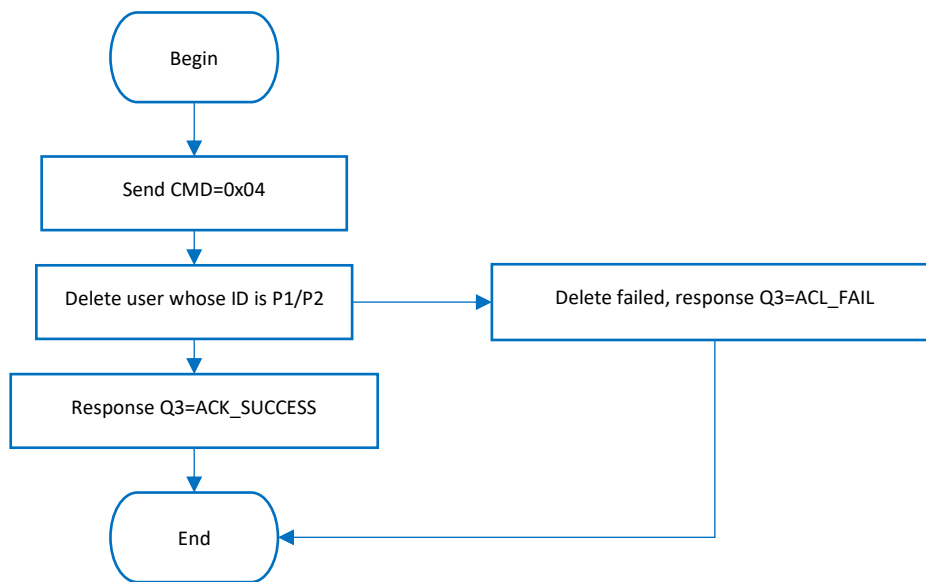 Begin
Send CMD=0x04
Delete user whose ID is P1/P2
Delete failed, response Q3=ACL_FAIL
Response Q3=ACK_SUCCESS
End